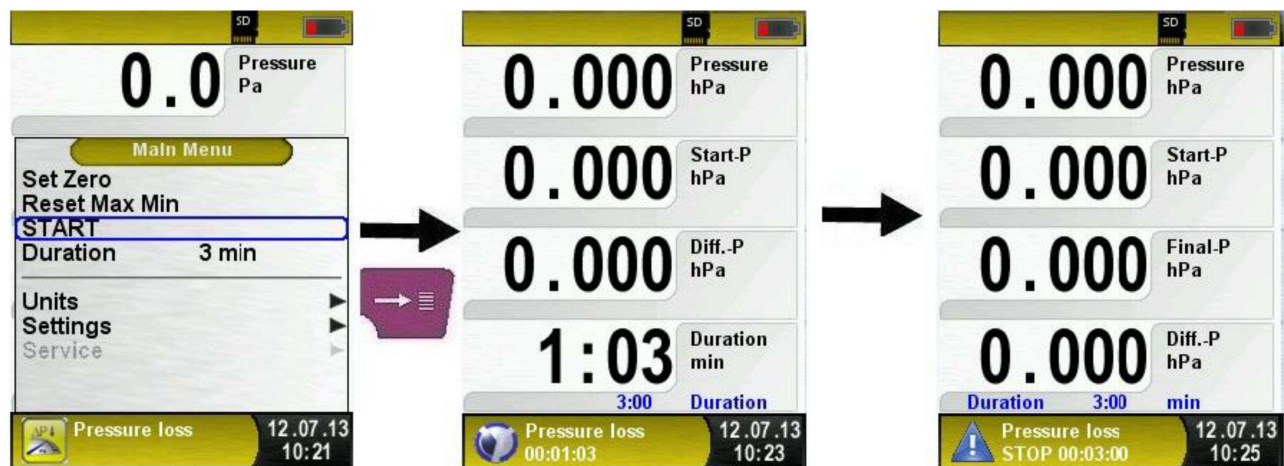 SD
0.0 Pressure
Pa
Main Menu
Set Zero
Reset Max Min
START
Duration 3 min
Units
Settings
Service
ΔP↓
Pressure loss 12.07.13
10:21
SD
0.000 Pressure
hPa
0.000 Start-P
hPa
0.000 Diff.-P
hPa
1:03 Duration
min
3:00 Duration
Pressure loss 12.07.13
00:01:03 10:23
SD
0.000 Pressure
hPa
0.000 Start-P
hPa
0.000 Final-P
hPa
0.000 Diff.-P
hPa
Duration 3:00 min
Pressure loss 12.07.13
STOP 00:03:00 10:25